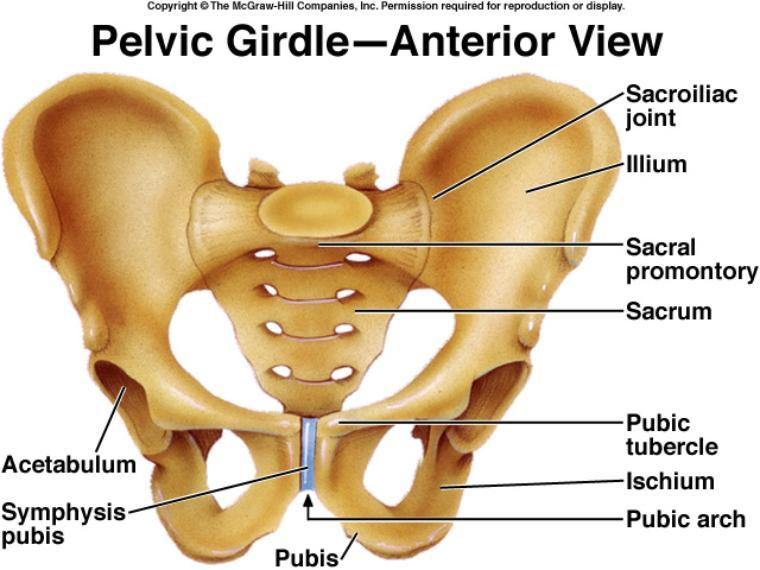 Copyright © The McGraw-Hill Companies, Inc. Permission required for reproduction or display.
Pelvic Girdle—Anterior View
Sacroiliac
joint
Illium
Sacral
promontory
Sacrum
Pubic
tubercle
Ischium
Pubic arch
Acetabulum
Symphysis
pubis
Pubis